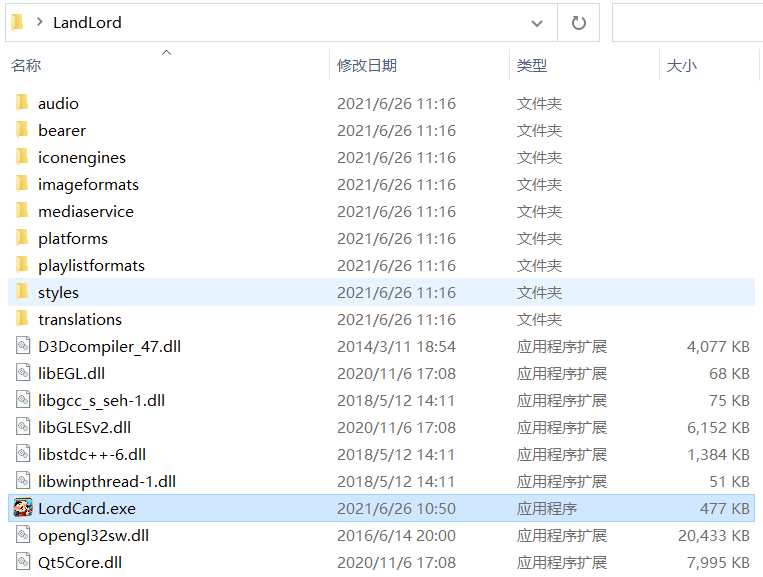 LandLord
名称 修改日期 类型 大小
audio 2021/6/26 11:16 文件夹
bearer 2021/6/26 11:16 文件夹
iconengines 2021/6/26 11:16 文件夹
imageformats 2021/6/26 11:16 文件夹
mediaservice 2021/6/26 11:16 文件夹
platforms 2021/6/26 11:16 文件夹
playlistformats 2021/6/26 11:16 文件夹
styles 2021/6/26 11:16 文件夹
translations 2021/6/26 11:16 文件夹
D3Dcompiler_47.dll 2014/3/11 18:54 应用程序扩展 4,077 KB
libEGL.dll 2020/11/6 17:08 应用程序扩展 68 KB
libgcc_s_seh-1.dll 2018/5/12 14:11 应用程序扩展 75 KB
libGLESv2.dll 2020/11/6 17:08 应用程序扩展 6,152 KB
libstdc++-6.dll 2018/5/12 14:11 应用程序扩展 1,384 KB
libwinpthread-1.dll 2018/5/12 14:11 应用程序扩展 51 KB
LordCard.exe 2021/6/26 10:50 应用程序 477 KB
opengl32sw.dll 2016/6/14 20:00 应用程序扩展 20,433 KB
Qt5Core.dll 2020/11/6 17:08 应用程序扩展 7,995 KB